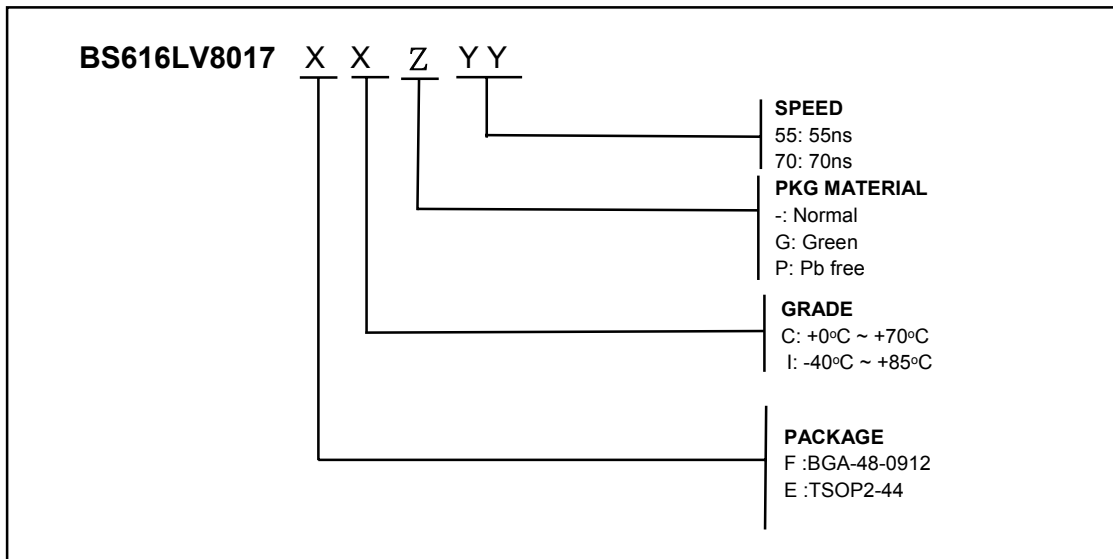 BS616LV8017 X X Z Y Y
SPEED
55: 55ns
70: 70ns
PKG MATERIAL
-: Normal
G: Green
P: Pb free
GRADE
C: +0oC ~ +70oC
I: -40oC ~ +85oC
PACKAGE
F :BGA-48-0912
E :TSOP2-44